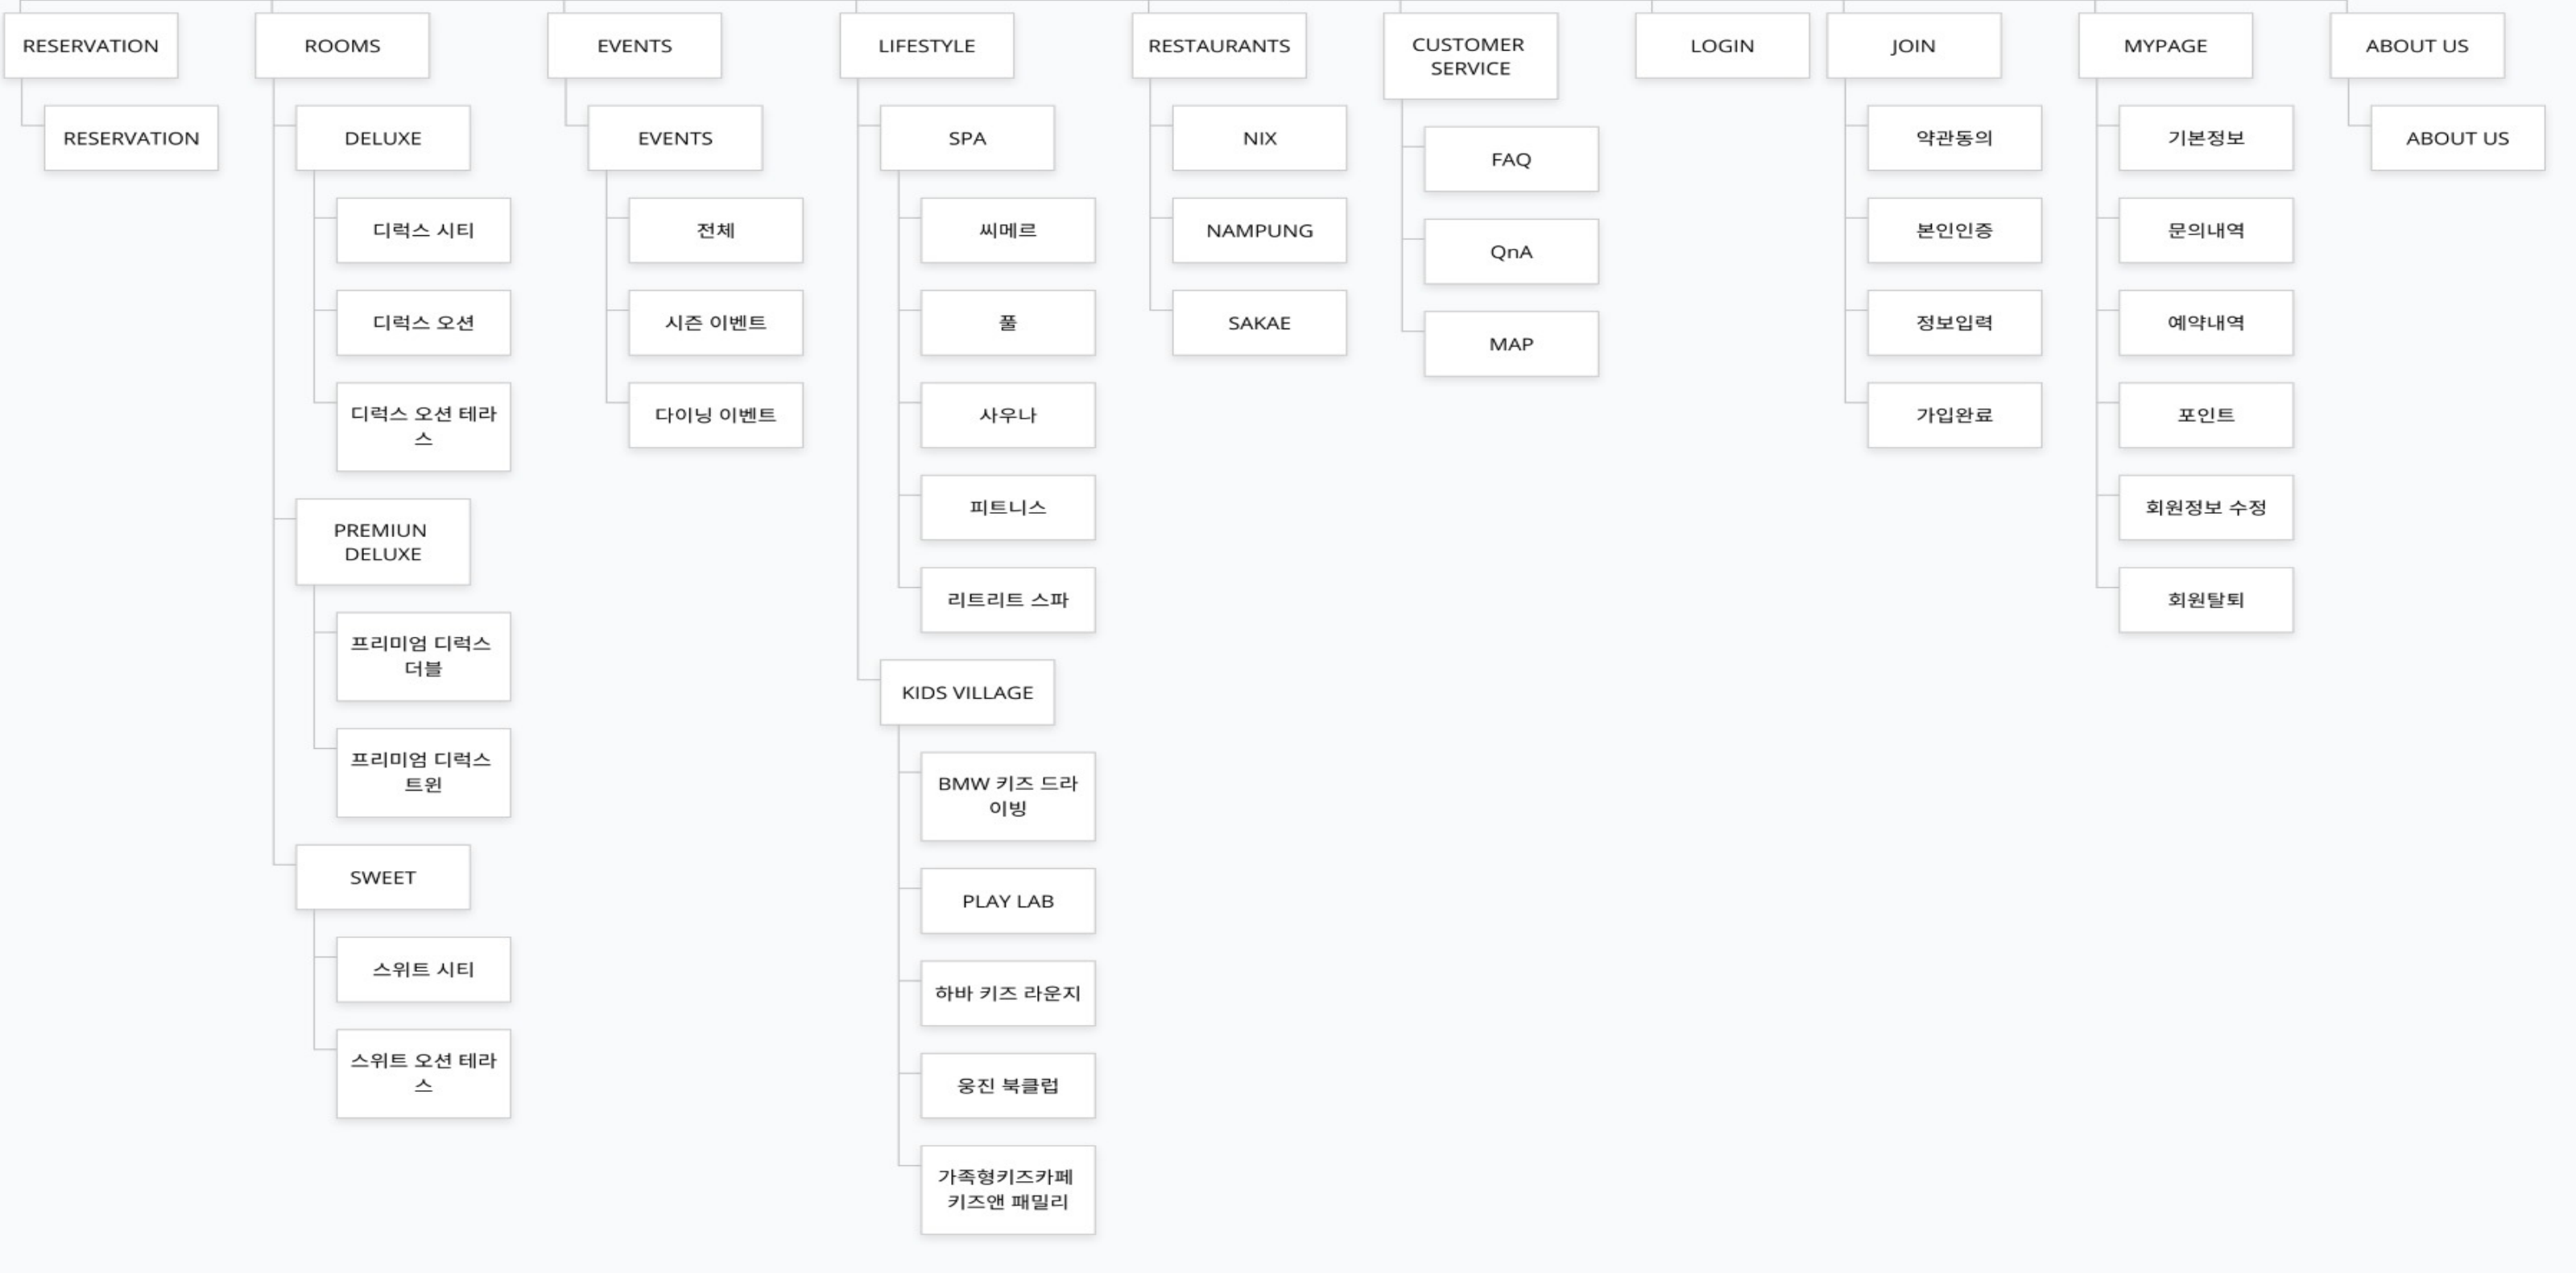 RESERVATION
RESERVATION
ROOMS
DELUXE
디럭스 시티
디럭스 오션
디럭스 오션 테라
스
PREMIUN
DELUXE
프리미엄 디럭스
더블
프리미엄 디럭스
트윈
SWEET
스위트 시티
스위트 오션 테라
스
EVENTS
EVENTS
전체
시즌 이벤트
다이닝 이벤트
LIFESTYLE
SPA
씨메르
풀
사우나
피트니스
리트리트 스파
KIDS VILLAGE
BMW 키즈 드라
이빙
PLAY LAB
하바 키즈 라운지
웅진 북클럽
가족형키즈카페
키즈앤 패밀리
RESTAURANTS
NIX
NAMPUNG
SAKAE
CUSTOMER
SERVICE
FAQ
QnA
MAP
LOGIN
JOIN
약관동의
본인인증
정보입력
가입완료
MYPAGE
기본정보
문의내역
예약내역
포인트
회원정보 수정
회원탈퇴
ABOUT US
ABOUT US